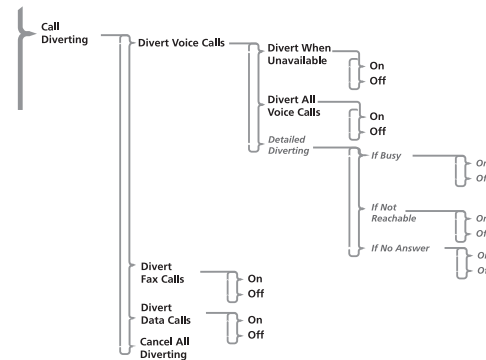 Call
Diverting
Divert Voice Calls
Divert When
Unavailable
On
Off
Divert All
Voice Calls
On
Off
Detailed
Diverting
If Busy
If Not
Reachable
If No Answer
Divert
Fax Calls
On
Off
Divert
Data Calls
On
Off
Cancel All
Diverting